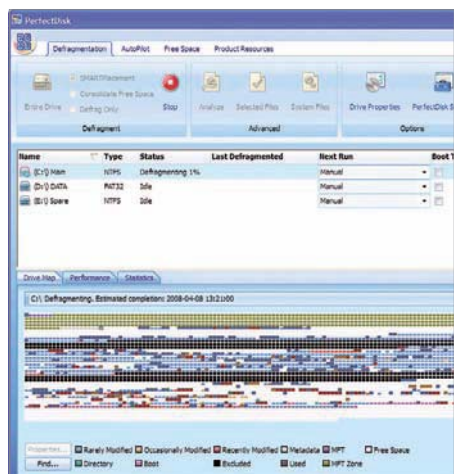 PerfectDisk
Defragmentation AutoPilot Free Space Product Resources
SMARTPlacement
Consolidate Free Space
Entire Drive Defrag Only Stop Analyze Selected Files System Files Drive Properties PerfectDisk
Defragment Advanced Options
Name Type Status Last Defragmented Next Run Boot
(C:\) Main NTFS Defragmenting 1% Manual
(D:\) DATA FAT32 Idle Manual
(E:\) Spare NTFS Idle Manual
Drive Map Performance Statistics
C:\ Defragmenting. Estimated completion: 2008-04-08 13:21:00
Properties... Rarely Modified Occasionally Modified Recently Modified Metadata MFT Free Space
Find... Directory Boot Excluded Used MFT Zone